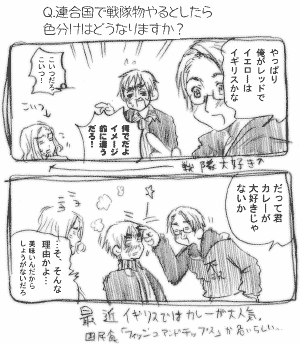 Q.連合国で戦隊物やるとしたら
色分けはどうなりますか？
やっぱり
俺がレッドで
イエローは
イギリスかな
俺でだよ
イメージ
的に違う
だろ！
こいつだろ
こいつ！
こいつ
戦隊大好きか
だって君
カレーが
大好きじゃ
ないか
…そ、そんな
理由かよ…
美味いんだから
しょうがないだろ
最近イギリスではカレーが大人気。
国民食「フィッシュアンドチップス」が危いらしい…